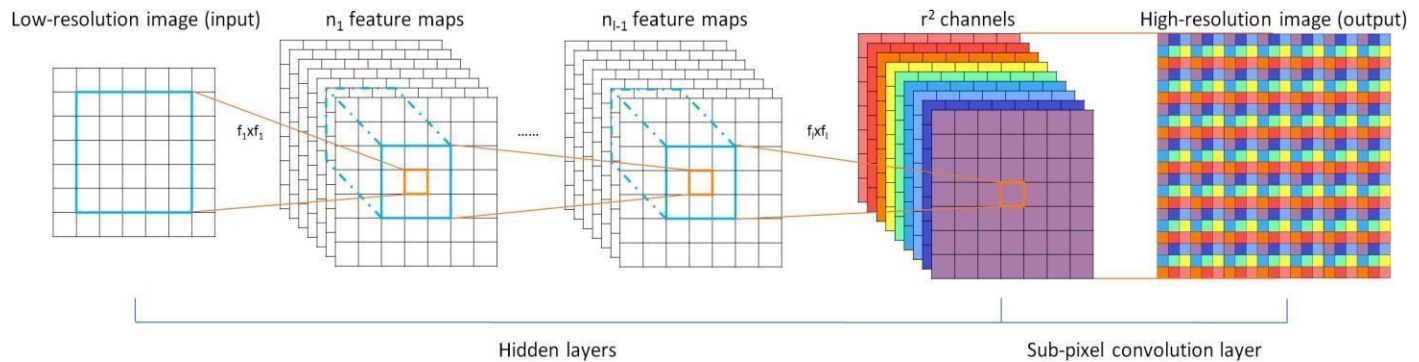 Low-resolution image (input)
n₁ feature maps
nₗ₋₁ feature maps
r² channels
High-resolution image (output)
f₁xf₁
......
fₗxfₗ
Hidden layers
Sub-pixel convolution layer